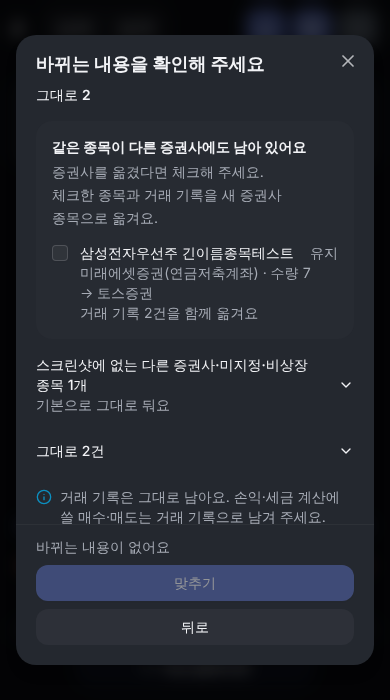 바뀌는 내용을 확인해 주세요
그대로 2
같은 종목이 다른 증권사에도 남아 있어요
증권사를 옮겼다면 체크해 주세요.
체크한 종목과 거래 기록을 새 증권사
종목으로 옮겨요.
삼성전자우선주 긴이름종목테스트 유지
미래에셋증권(연금저축계좌) · 수량 7
→ 토스증권
거래 기록 2건을 함께 옮겨요
스크린샷에 없는 다른 증권사·미지정·비상장
종목 1개
기본으로 그대로 둬요
그대로 2건
거래 기록은 그대로 남아요. 손익·세금 계산에
쓸 매수·매도는 거래 기록으로 남겨 주세요.
바뀌는 내용이 없어요
맞추기
뒤로